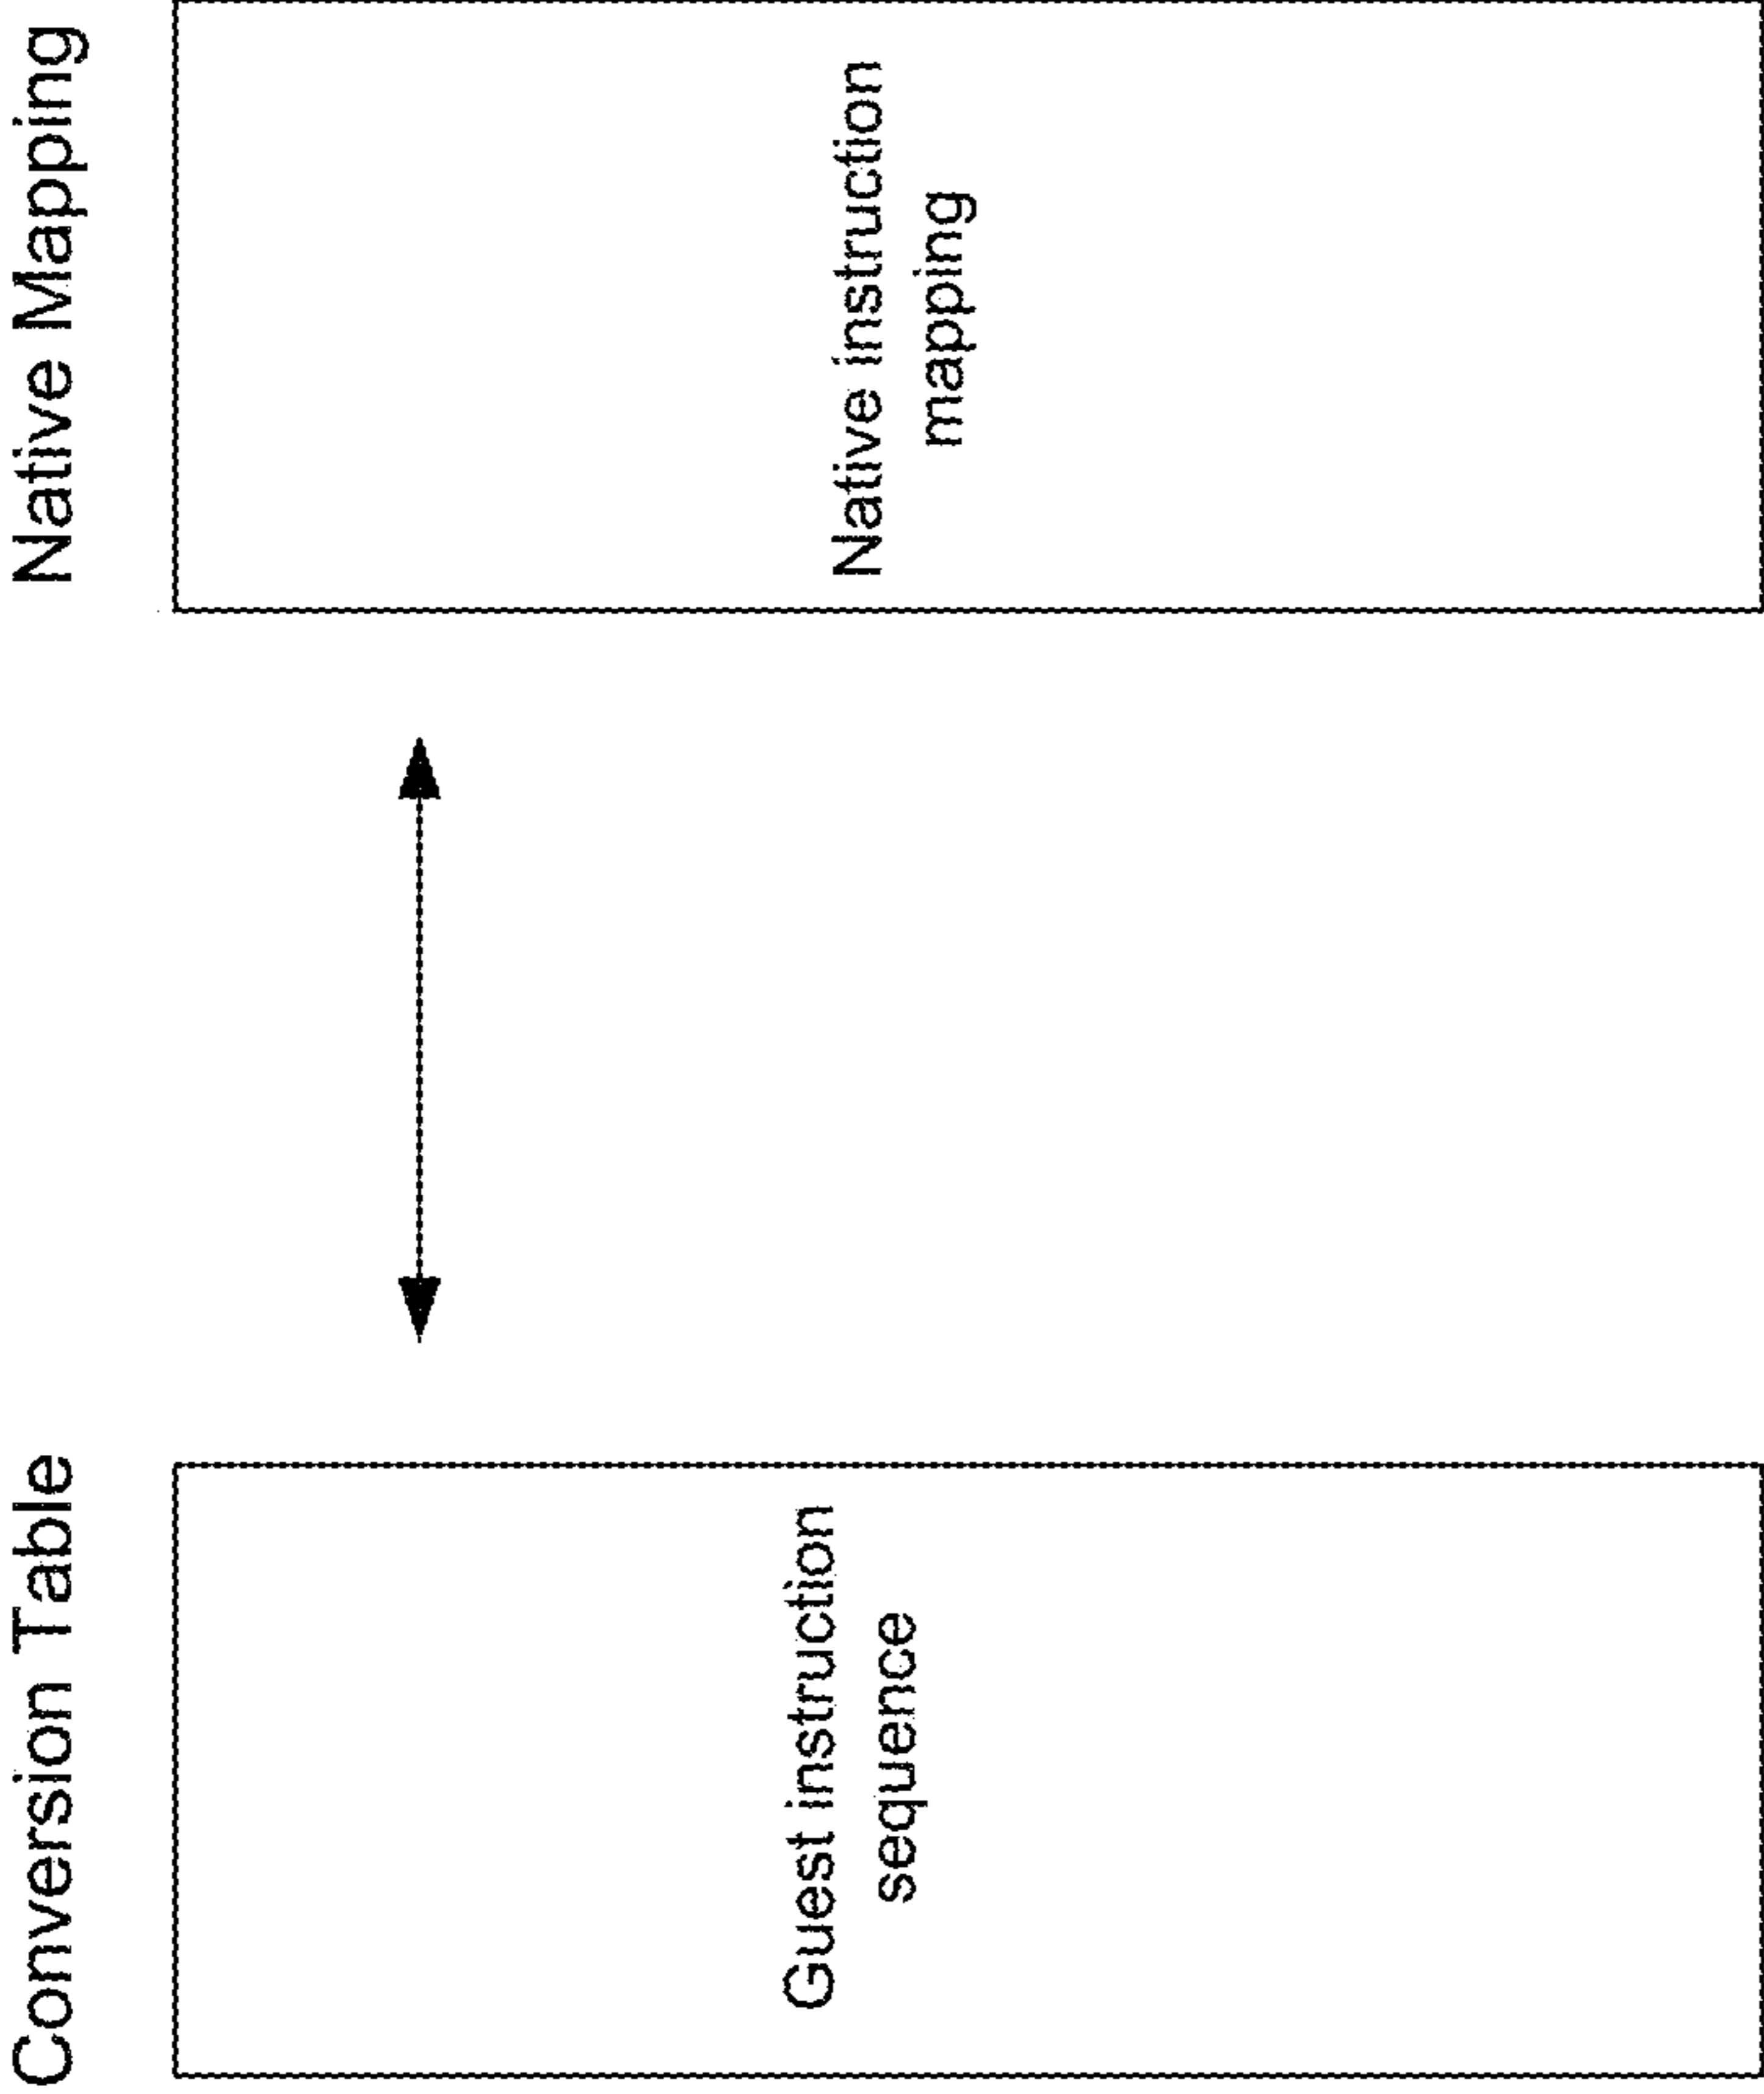 Conversion Table
Native Mapping
Guest instruction
sequence
Native instruction
mapping